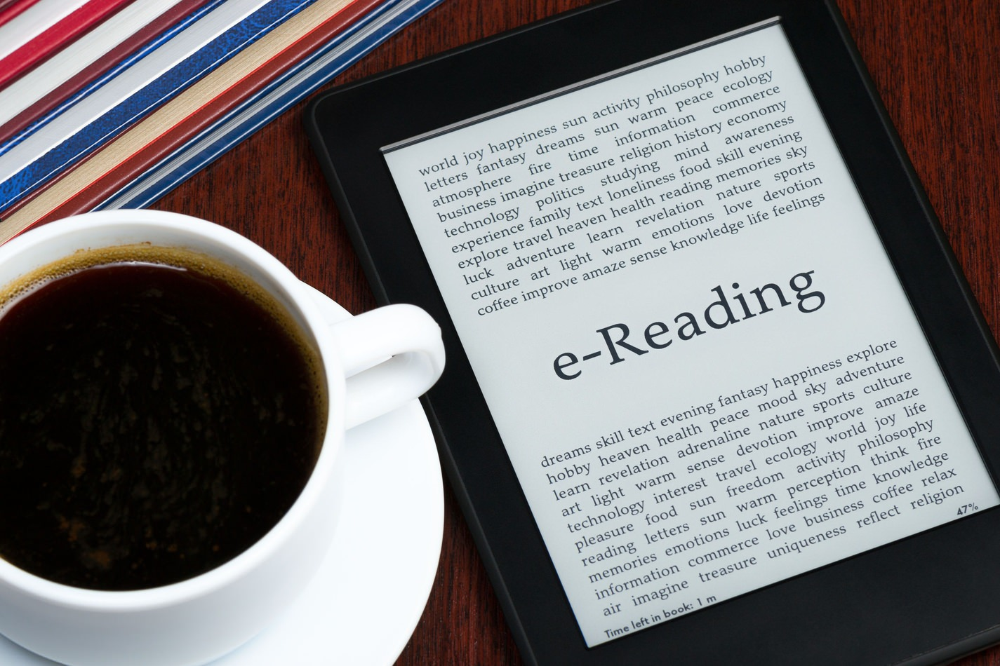 world joy happiness sun activity philosophy hobby
letters fantasy dreams sun warm peace ecology
atmosphere fire time information commerce
business imagine treasure religion history economy
technology politics studying mind awareness
experience family text loneliness food skill evening
explore travel heaven health reading memories sky
luck adventure learn revelation nature sports
culture art light warm emotions love devotion
coffee improve amaze sense knowledge life feelings
e-Reading
dreams skill text evening fantasy happiness explore
hobby heaven health peace mood sky adventure
learn revelation adrenaline nature sports culture
art light warm sense devotion improve amaze
technology interest travel ecology world joy life
pleasure food sun freedom activity philosophy
reading letters sun warm perception think fire
memories emotions luck feelings time knowledge
information commerce love business coffee relax
air imagine treasure uniqueness reflect religion
Time left in book: 1 m 47%